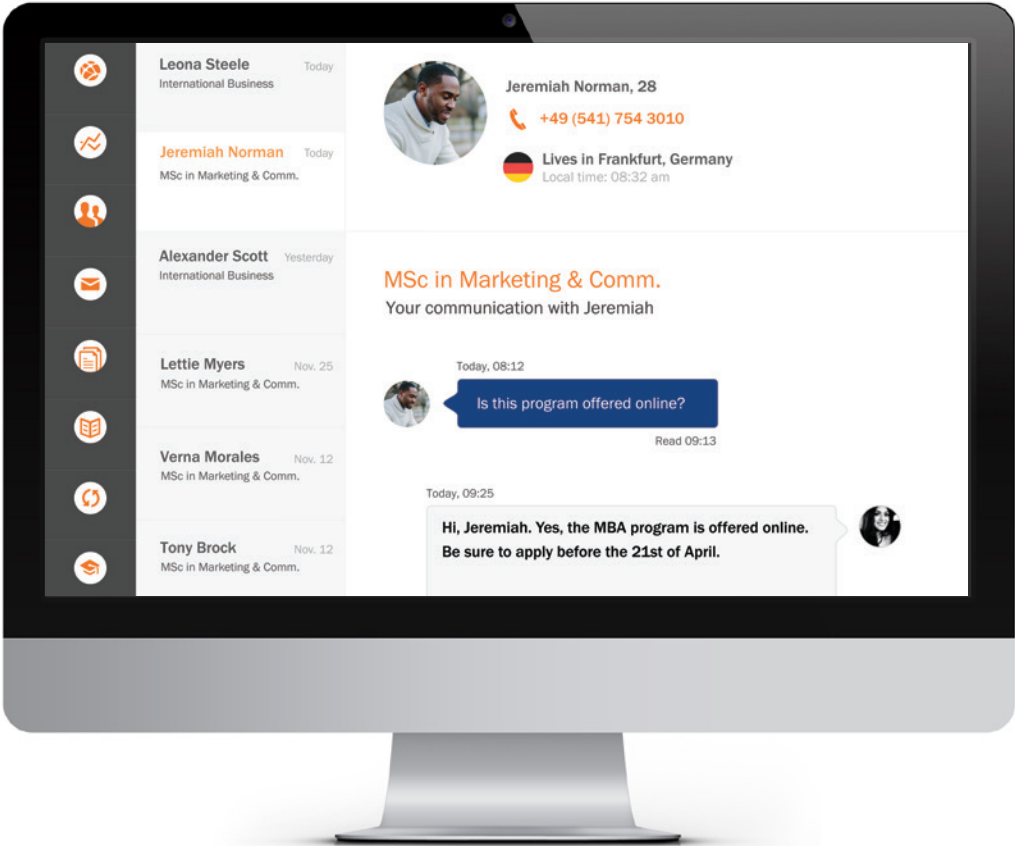 Leona Steele Today
International Business
Jeremiah Norman Today
MSc in Marketing & Comm.
Alexander Scott Yesterday
International Business
Lettie Myers Nov. 25
MSc in Marketing & Comm.
Verna Morales Nov. 12
MSc in Marketing & Comm.
Tony Brock Nov. 12
MSc in Marketing & Comm.
Jeremiah Norman, 28
+49 (541) 754 3010
Lives in Frankfurt, Germany
Local time: 08:32 am
MSc in Marketing & Comm.
Your communication with Jeremiah
Today, 08:12
Is this program offered online?
Read 09:13
Today, 09:25
Hi, Jeremiah. Yes, the MBA program is offered online.
Be sure to apply before the 21st of April.